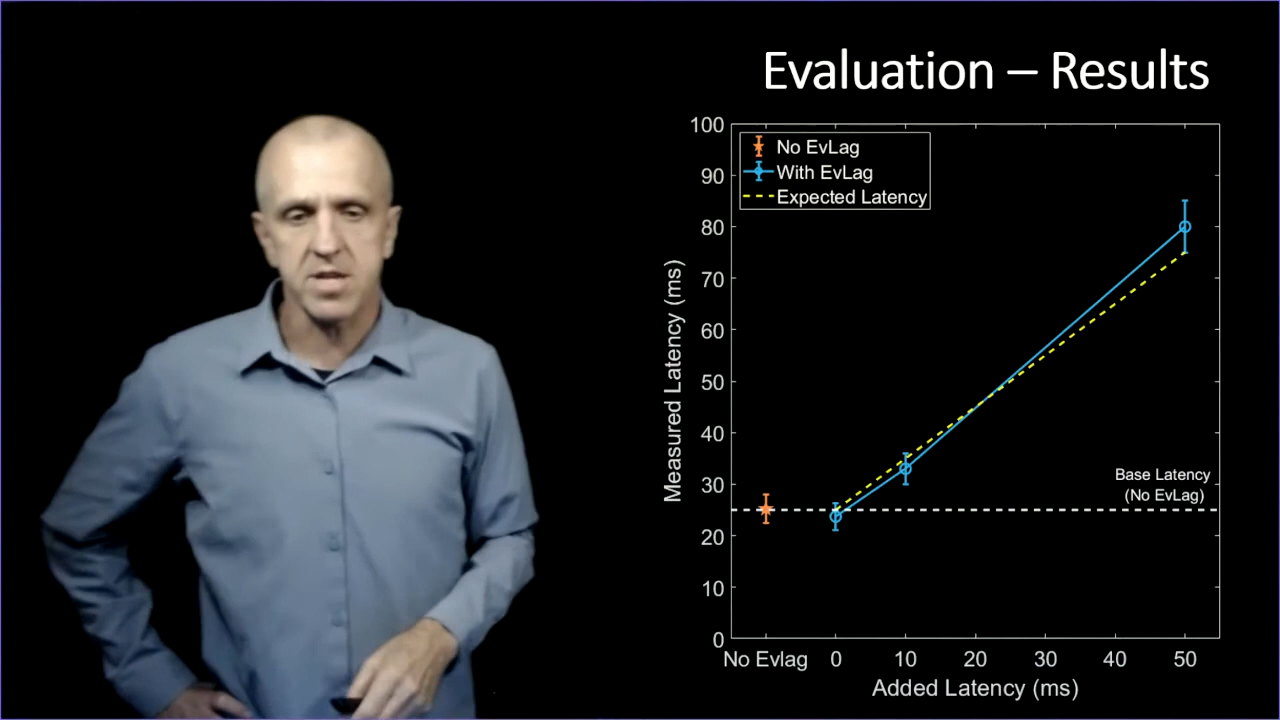 Evaluation – Results
No EvLag
With EvLag
Expected Latency
100
90
80
70
60
50
40
30
20
10
0
Measured Latency (ms)
Base Latency
(No EvLag)
No Evlag 0 10 20 30 40 50
Added Latency (ms)